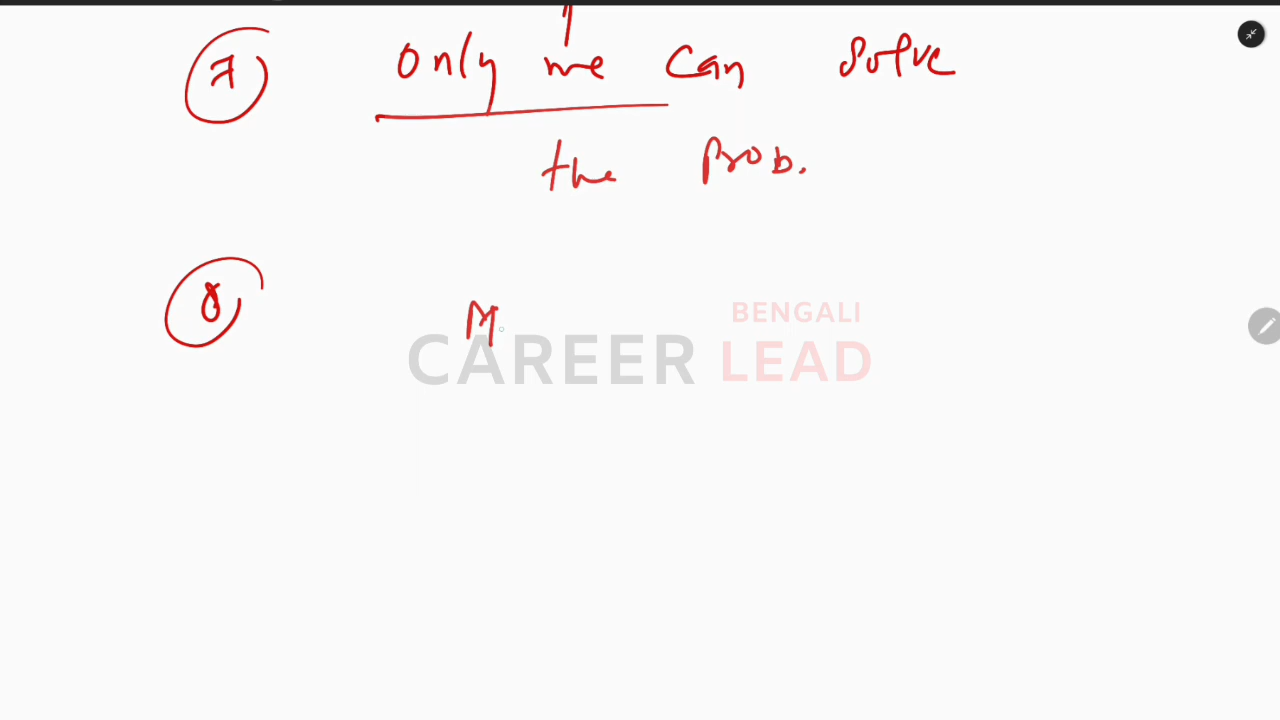 7 only me can solve
the prob.
8 M
BENGALI
CAREER LEAD